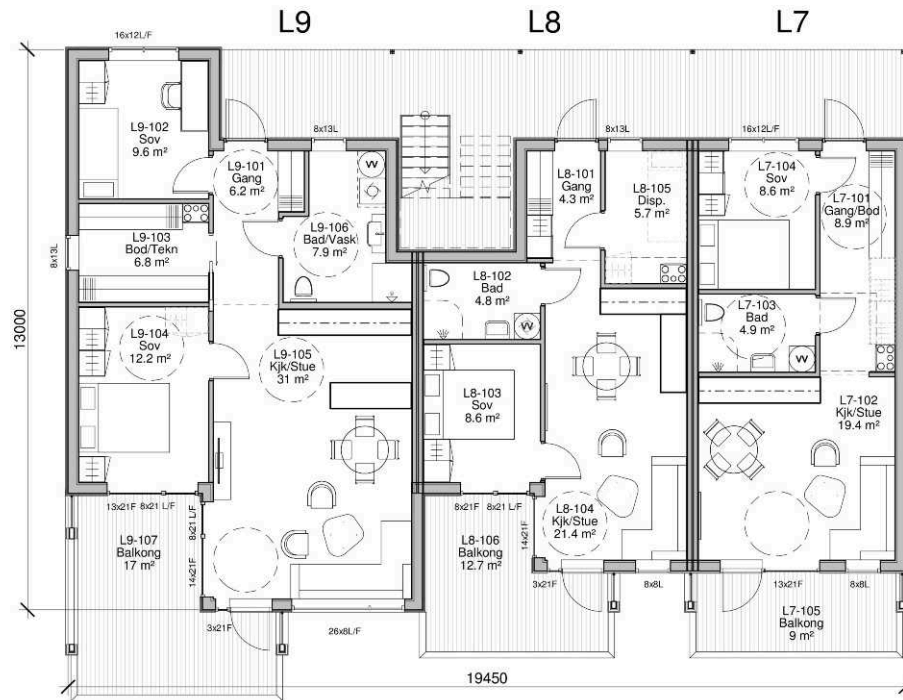 L9
L8
L7
16x12L/F
8x13L
8x13L
16x12L/F
L9-102
Sov
9.6 m²
L9-101
Gang
6.2 m²
L9-106
Bad/Vask
7.9 m²
W
L8-101
Gang
4.3 m²
L8-105
Disp.
5.7 m²
L7-104
Sov
8.6 m²
L7-101
Gang/Bod
8.9 m²
8x13L
L9-103
Bod/Tekn
6.8 m²
L8-102
Bad
4.8 m²
W
L7-103
Bad
4.9 m²
W
13000
L9-104
Sov
12.2 m²
L9-105
Kjk/Stue
31 m²
L8-103
Sov
8.6 m²
L7-102
Kjk/Stue
19.4 m²
13x21F
8x21 L/F
8x21 L/F
14x21F
8x21F
8x21 L/F
14x21F
L8-104
Kjk/Stue
21.4 m²
L9-107
Balkong
17 m²
L8-106
Balkong
12.7 m²
3x21F
8x8L
13x21F
8x8L
L7-105
Balkong
9 m²
3x21F
26x8L/F
19450